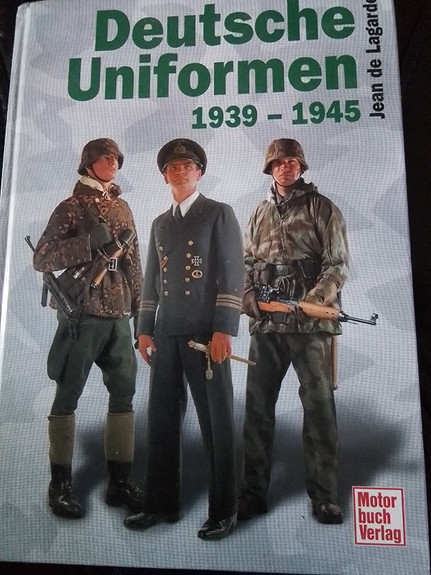 Deutsche
Uniformen
1939 – 1945
Jean de Lagarde
Motor
buch
Verlag